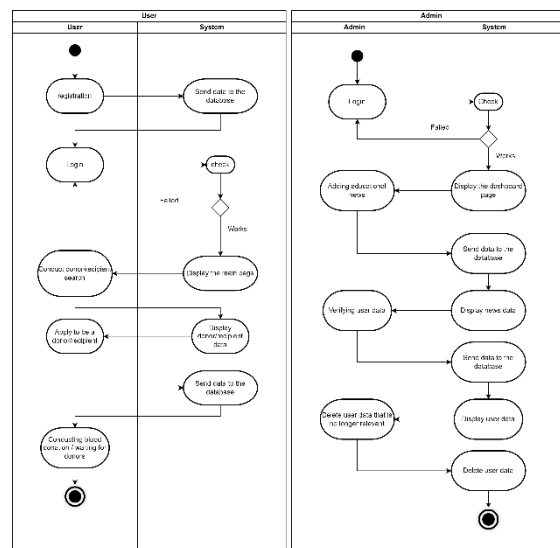 User
User
System
registration
Send data to the
database
Login
check
Failed
Works
Conduct donor/recipient
search
Display the main page
Apply to be a
donor/recipient
Display
donor/recipient
data
Send data to the
database
Conducting blood
donation / waiting for
donors
Admin
Admin
System
Login
Check
Failed
Works
Adding educational
news
Display the dashboard
page
Send data to the
database
Verifying user data
Display news data
Send data to the
database
Delete user data that is
no longer relevant
Display user data
Delete user data